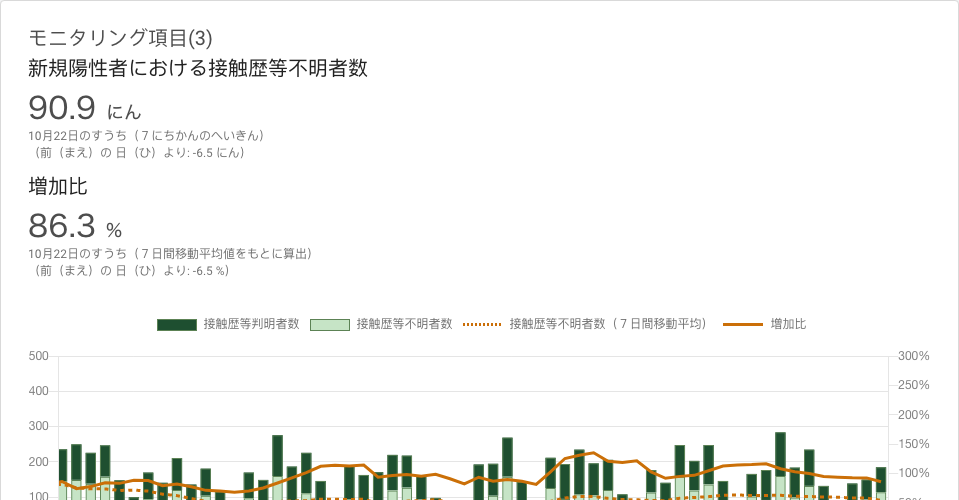 モニタリング項目(3)
新規陽性者における接触歴等不明者数
90.9 にん
10月22日のすうち（７にちかんのへいきん）
（前（まえ）の 日（ひ）より: -6.5 にん）
増加比
86.3 %
10月22日のすうち（７日間移動平均値をもとに算出）
（前（まえ）の 日（ひ）より: -6.5 %）
接触歴等判明者数 接触歴等不明者数 接触歴等不明者数（７日間移動平均） 増加比
500 300%
250%
400
200%
300
150%
200
100%
100